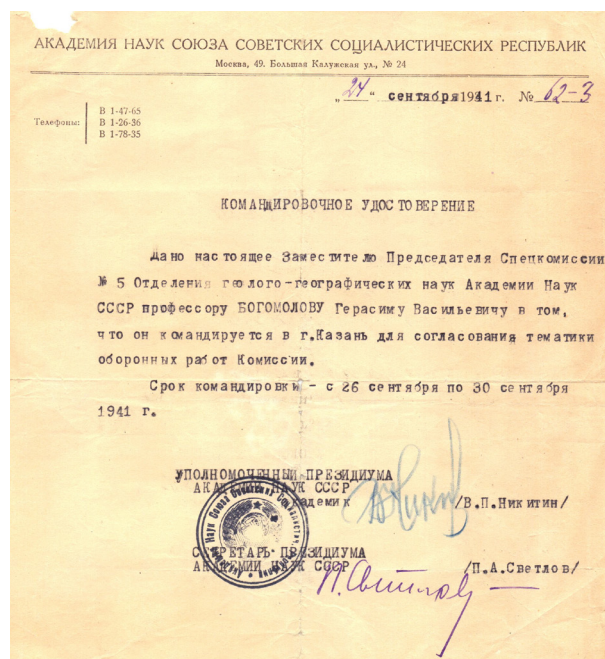 АКАДЕМИЯ НАУК СОЮЗА СОВЕТСКИХ СОЦИАЛИСТИЧЕСКИХ РЕСПУБЛИК
Москва, 49. Большая Калужская ул., № 24
„24“ сентября 1941 г. № 62-3
Телефоны:
В 1-47-65
В 1-26-36
В 1-78-35
КОМАНДИРОВОЧНОЕ УДОСТОВЕРЕНИЕ
Дано настоящее Заместителю Председателя Спецкомиссии
№ 5 Отделения геолого-географических наук Академии Наук
СССР профессору БОГОМОЛОВУ Герасиму Васильевичу в том,
что он командируется в г.Казань для согласования тематики
оборонных работ Комиссии.
Срок командировки - с 26 сентября по 30 сентября
1941 г.
УПОЛНОМОЧЕННЫЙ ПРЕЗИДИУМА
АКАДЕМИИ НАУК СССР
академик /В.П.Никитин/
СЕКРЕТАРЬ ПРЕЗИДИУМА
АКАДЕМИИ НАУК СССР /П.А.Светлов/
П. Светлов